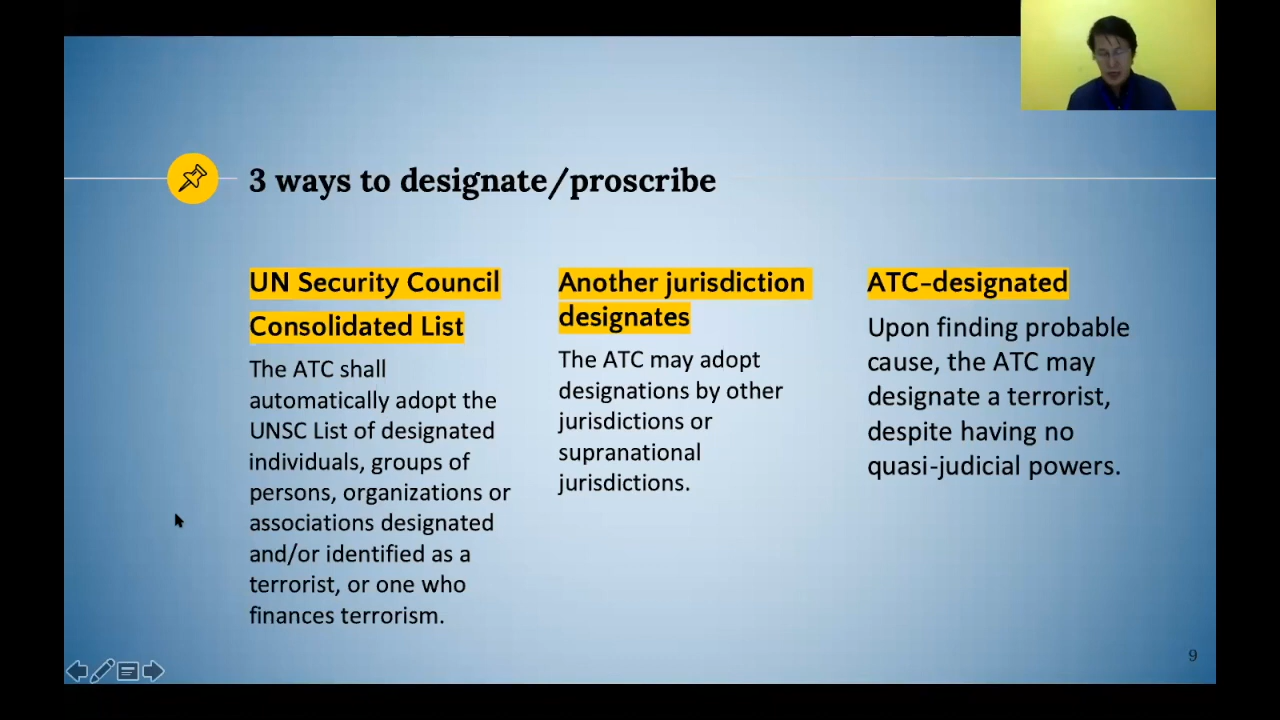 3 ways to designate/proscribe
UN Security Council
Consolidated List
The ATC shall
automatically adopt the
UNSC List of designated
individuals, groups of
persons, organizations or
associations designated
and/or identified as a
terrorist, or one who
finances terrorism.
Another jurisdiction
designates
The ATC may adopt
designations by other
jurisdictions or
supranational
jurisdictions.
ATC-designated
Upon finding probable
cause, the ATC may
designate a terrorist,
despite having no
quasi-judicial powers.
9